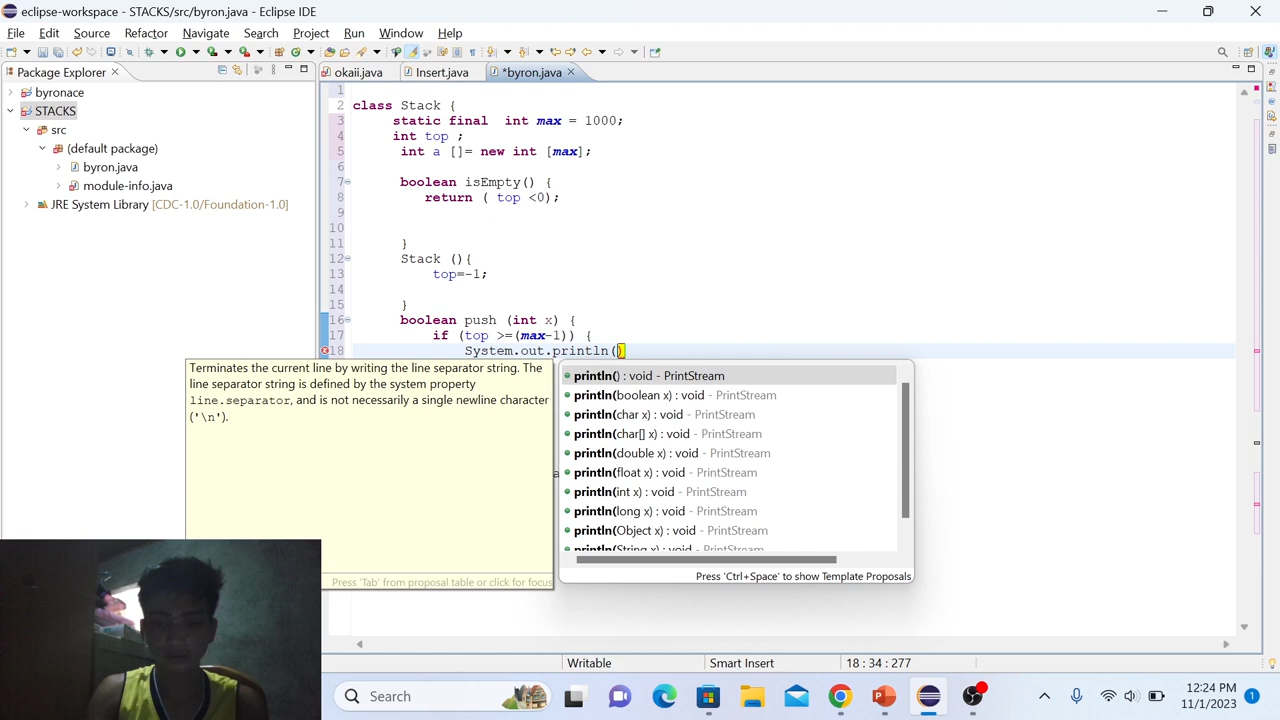 eclipse-workspace - STACKS/src/byron.java - Eclipse IDE
File Edit Source Refactor Navigate Search Project Run Window Help
Package Explorer
okaii.java Insert.java *byron.java
byronace
STACKS
src
(default package)
byron.java
module-info.java
JRE System Library [CDC-1.0/Foundation-1.0]
1
2 class Stack {
3 static final int max = 1000;
4 int top ;
5 int a []= new int [max];
6
7 boolean isEmpty() {
8 return ( top <0);
9
10
11 }
12 Stack (){
13 top=-1;
14
15 }
16 boolean push (int x) {
17 if (top >=(max-1)) {
18 System.out.println()
Terminates the current line by writing the line separator string. The
line separator string is defined by the system property
line.separator, and is not necessarily a single newline character
('\n').
Press 'Tab' from proposal table or click for focus
println() : void - PrintStream
println(boolean x) : void - PrintStream
println(char x) : void - PrintStream
println(char[] x) : void - PrintStream
println(double x) : void - PrintStream
println(float x) : void - PrintStream
println(int x) : void - PrintStream
println(long x) : void - PrintStream
println(Object x) : void - PrintStream
println(String x) : void - PrintStream
Press 'Ctrl+Space' to show Template Proposals
Writable Smart Insert 18 : 34 : 277
Search
12:24 PM
11/1/2023
1